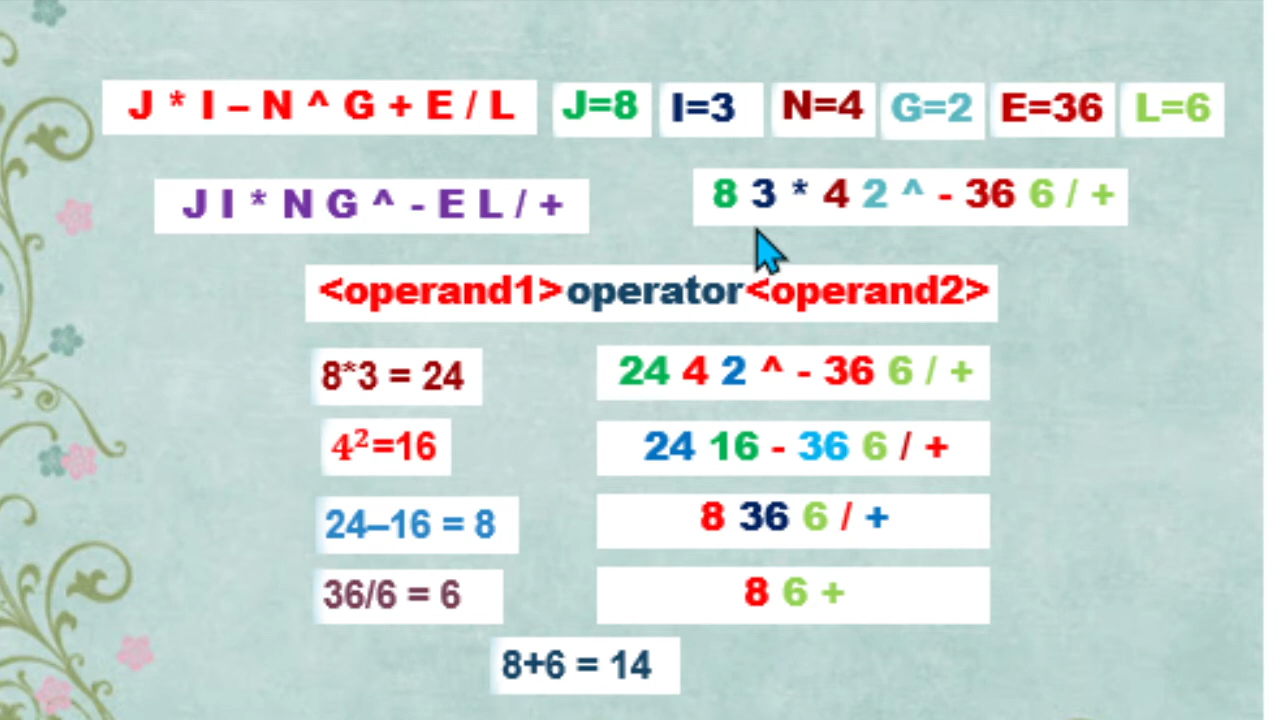 J * I – N ^ G + E / L J=8 I=3 N=4 G=2 E=36 L=6
J I * N G ^ - E L / + 8 3 * 4 2 ^ - 36 6 / +
<operand1>operator<operand2>
8*3 = 24 24 4 2 ^ - 36 6 / +
4²=16 24 16 - 36 6 / +
24–16 = 8 8 36 6 / +
36/6 = 6 8 6 +
8+6 = 14